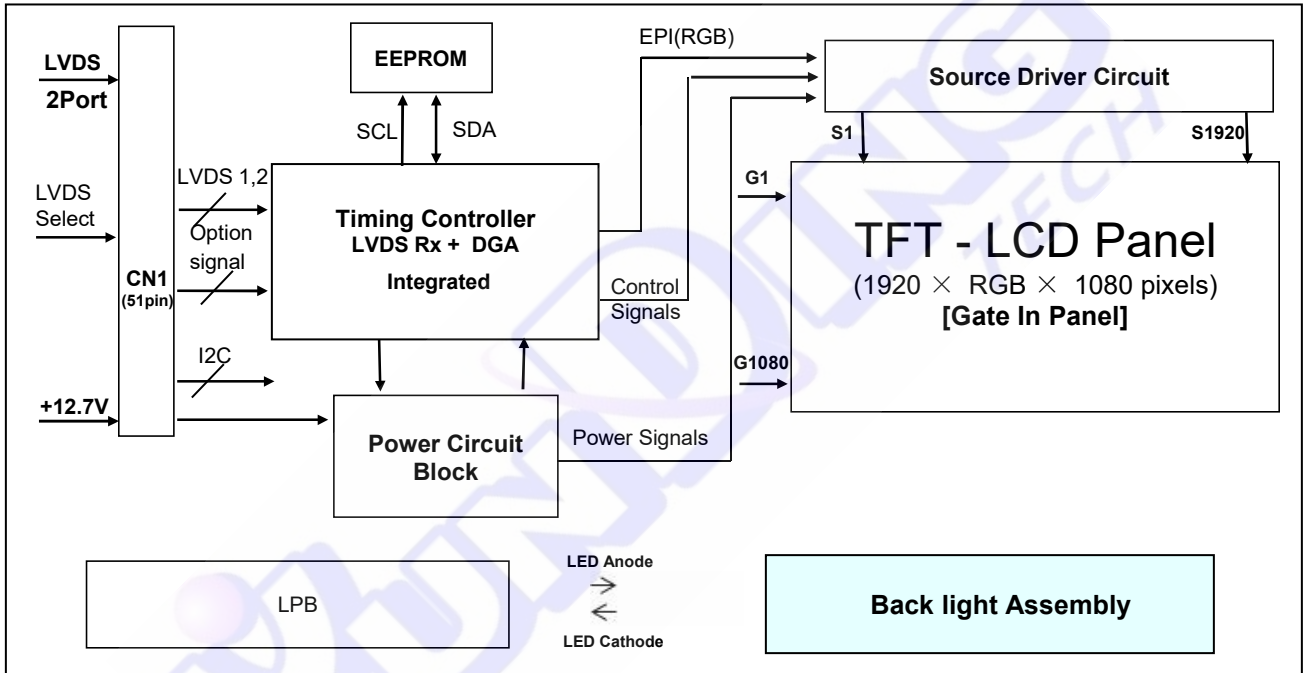 LVDS
2Port
LVDS
Select
+12.7V
CN1
(51pin)
LVDS 1,2
Option
signal
I2C
EEPROM
SCL
SDA
Timing Controller
LVDS Rx + DGA
Integrated
Power Circuit
Block
EPI(RGB)
Control
Signals
Power Signals
Source Driver Circuit
S1
S1920
G1
G1080
TFT - LCD Panel
(1920 × RGB × 1080 pixels)
[Gate In Panel]
LPB
LED Anode
LED Cathode
Back light Assembly
YUNDING
TECH